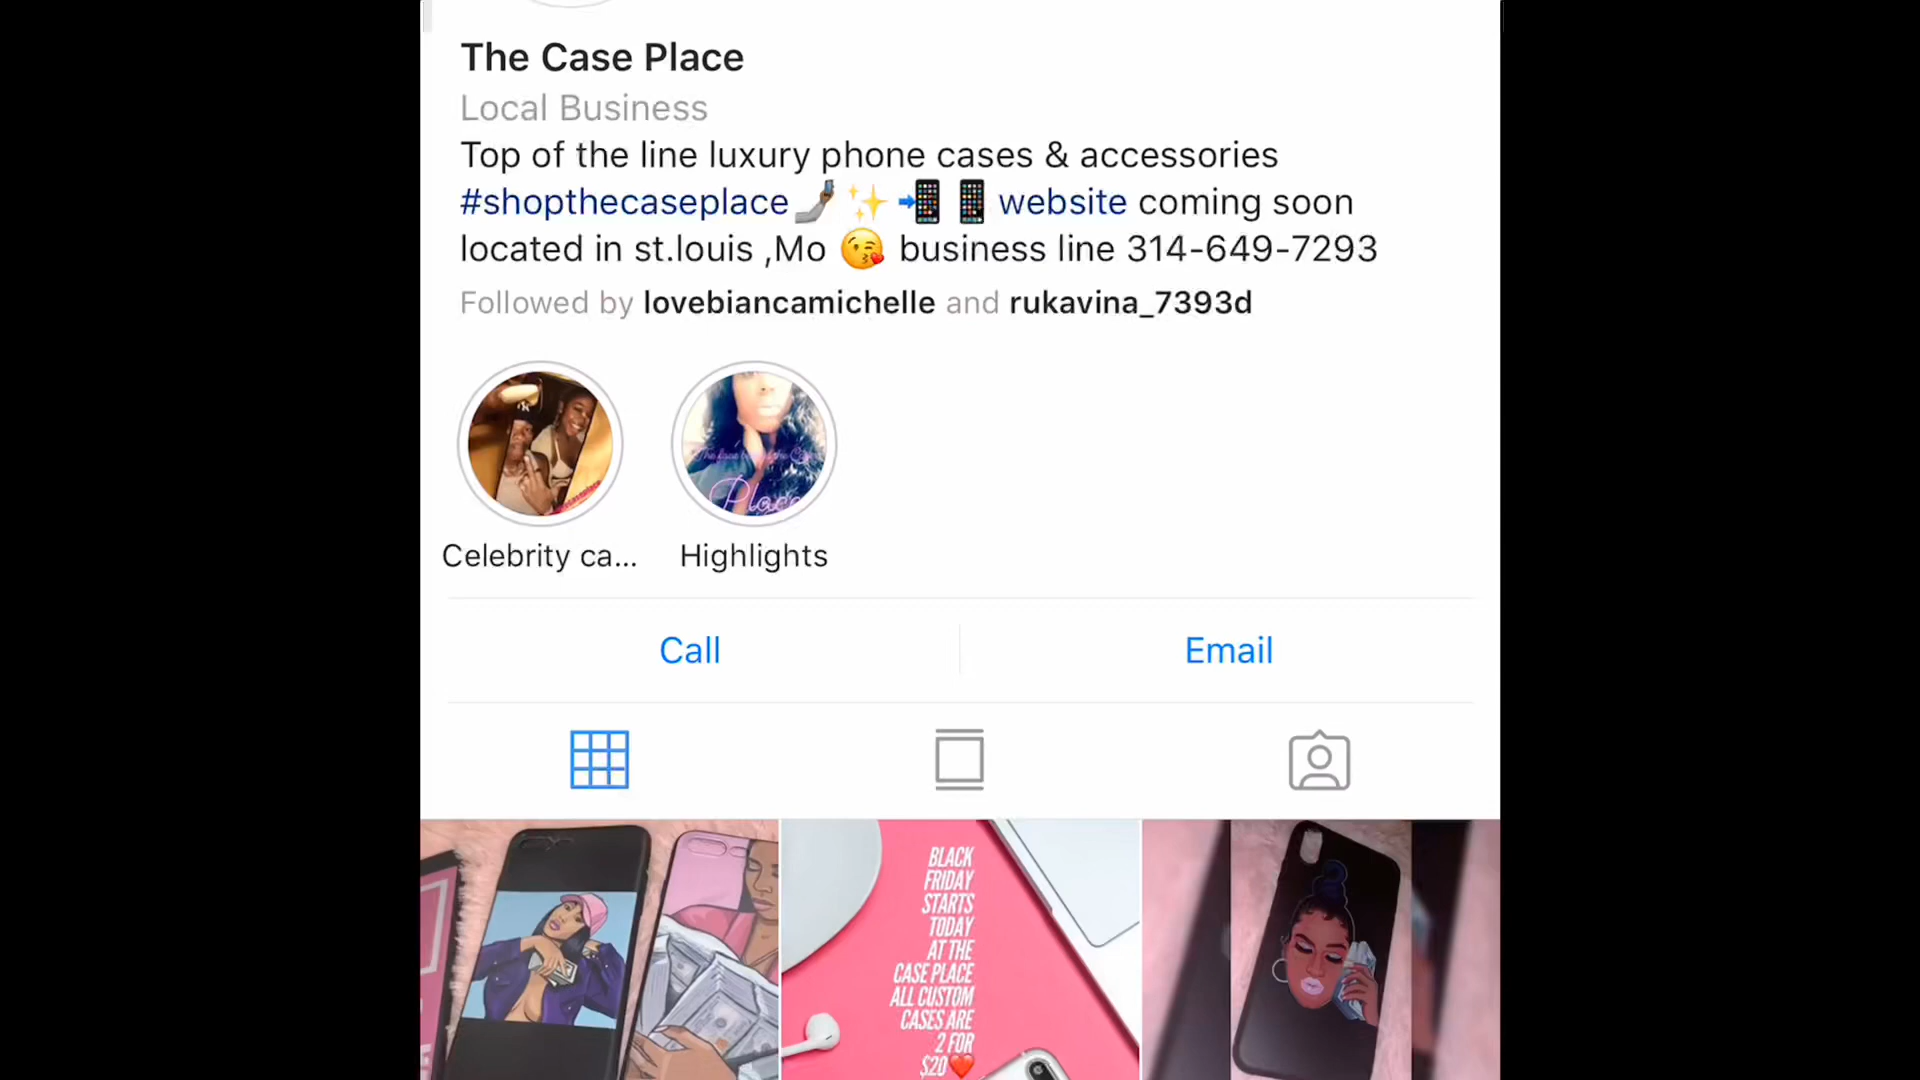 The Case Place
Local Business
Top of the line luxury phone cases & accessories
#shopthecaseplace🤳🏿✨📲📱website coming soon
located in st.louis ,Mo 😘 business line 314-649-7293
Followed by lovebiancamichelle and rukavina_7393d
Celebrity ca...
Highlights
Call
Email
BLACK
FRIDAY
STARTS
TODAY
AT THE
CASE PLACE
ALL CUSTOM
CASES ARE
2 FOR
$20❤️